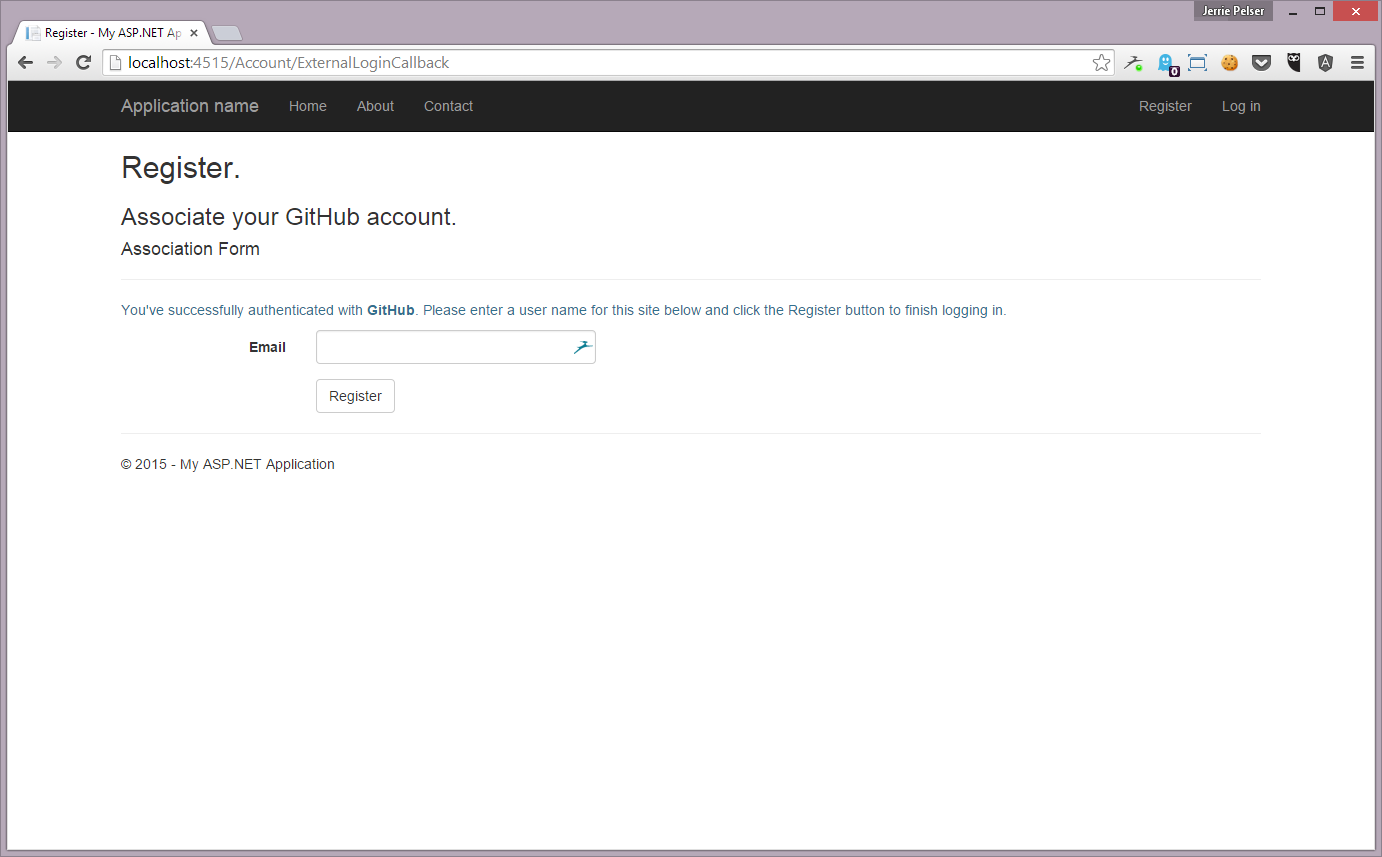 Jerrie Pelser
Register - My ASP.NET Ap
localhost:4515/Account/ExternalLoginCallback
0
Application name Home About Contact Register Log in
Register.
Associate your GitHub account.
Association Form
You've successfully authenticated with GitHub. Please enter a user name for this site below and click the Register button to finish logging in.
Email
Register
© 2015 - My ASP.NET Application